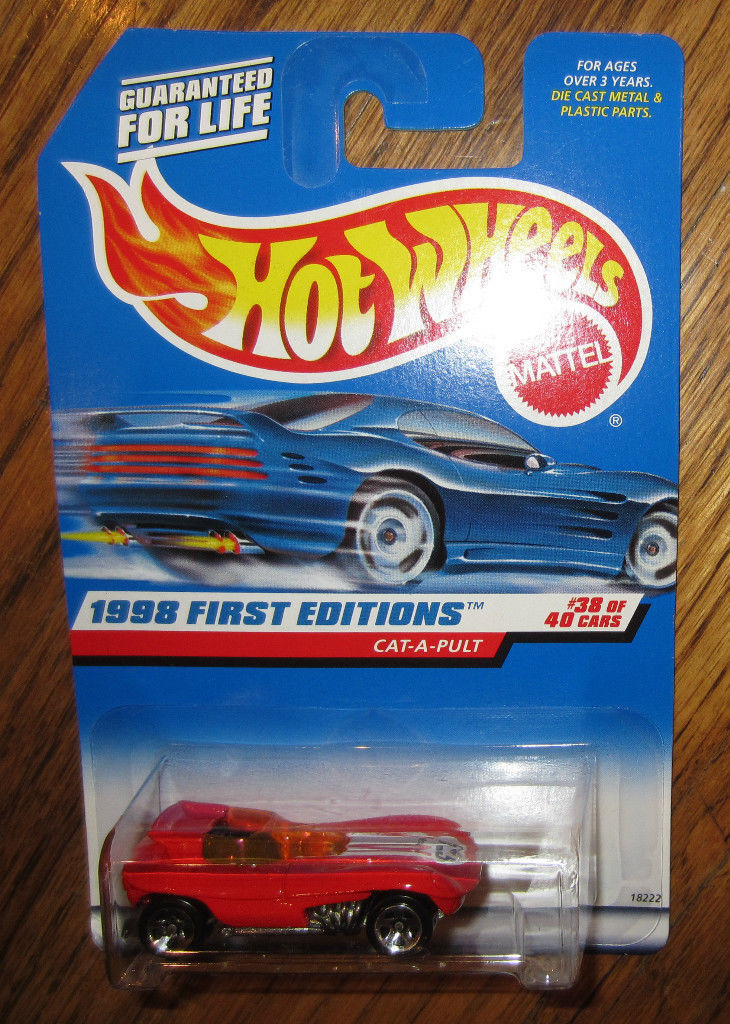 GUARANTEED
FOR LIFE
FOR AGES
OVER 3 YEARS.
DIE CAST METAL &
PLASTIC PARTS.
HOT WHEELS
MATTEL
®
1998 FIRST EDITIONS™
#38 OF
40 CARS
CAT-A-PULT
18222